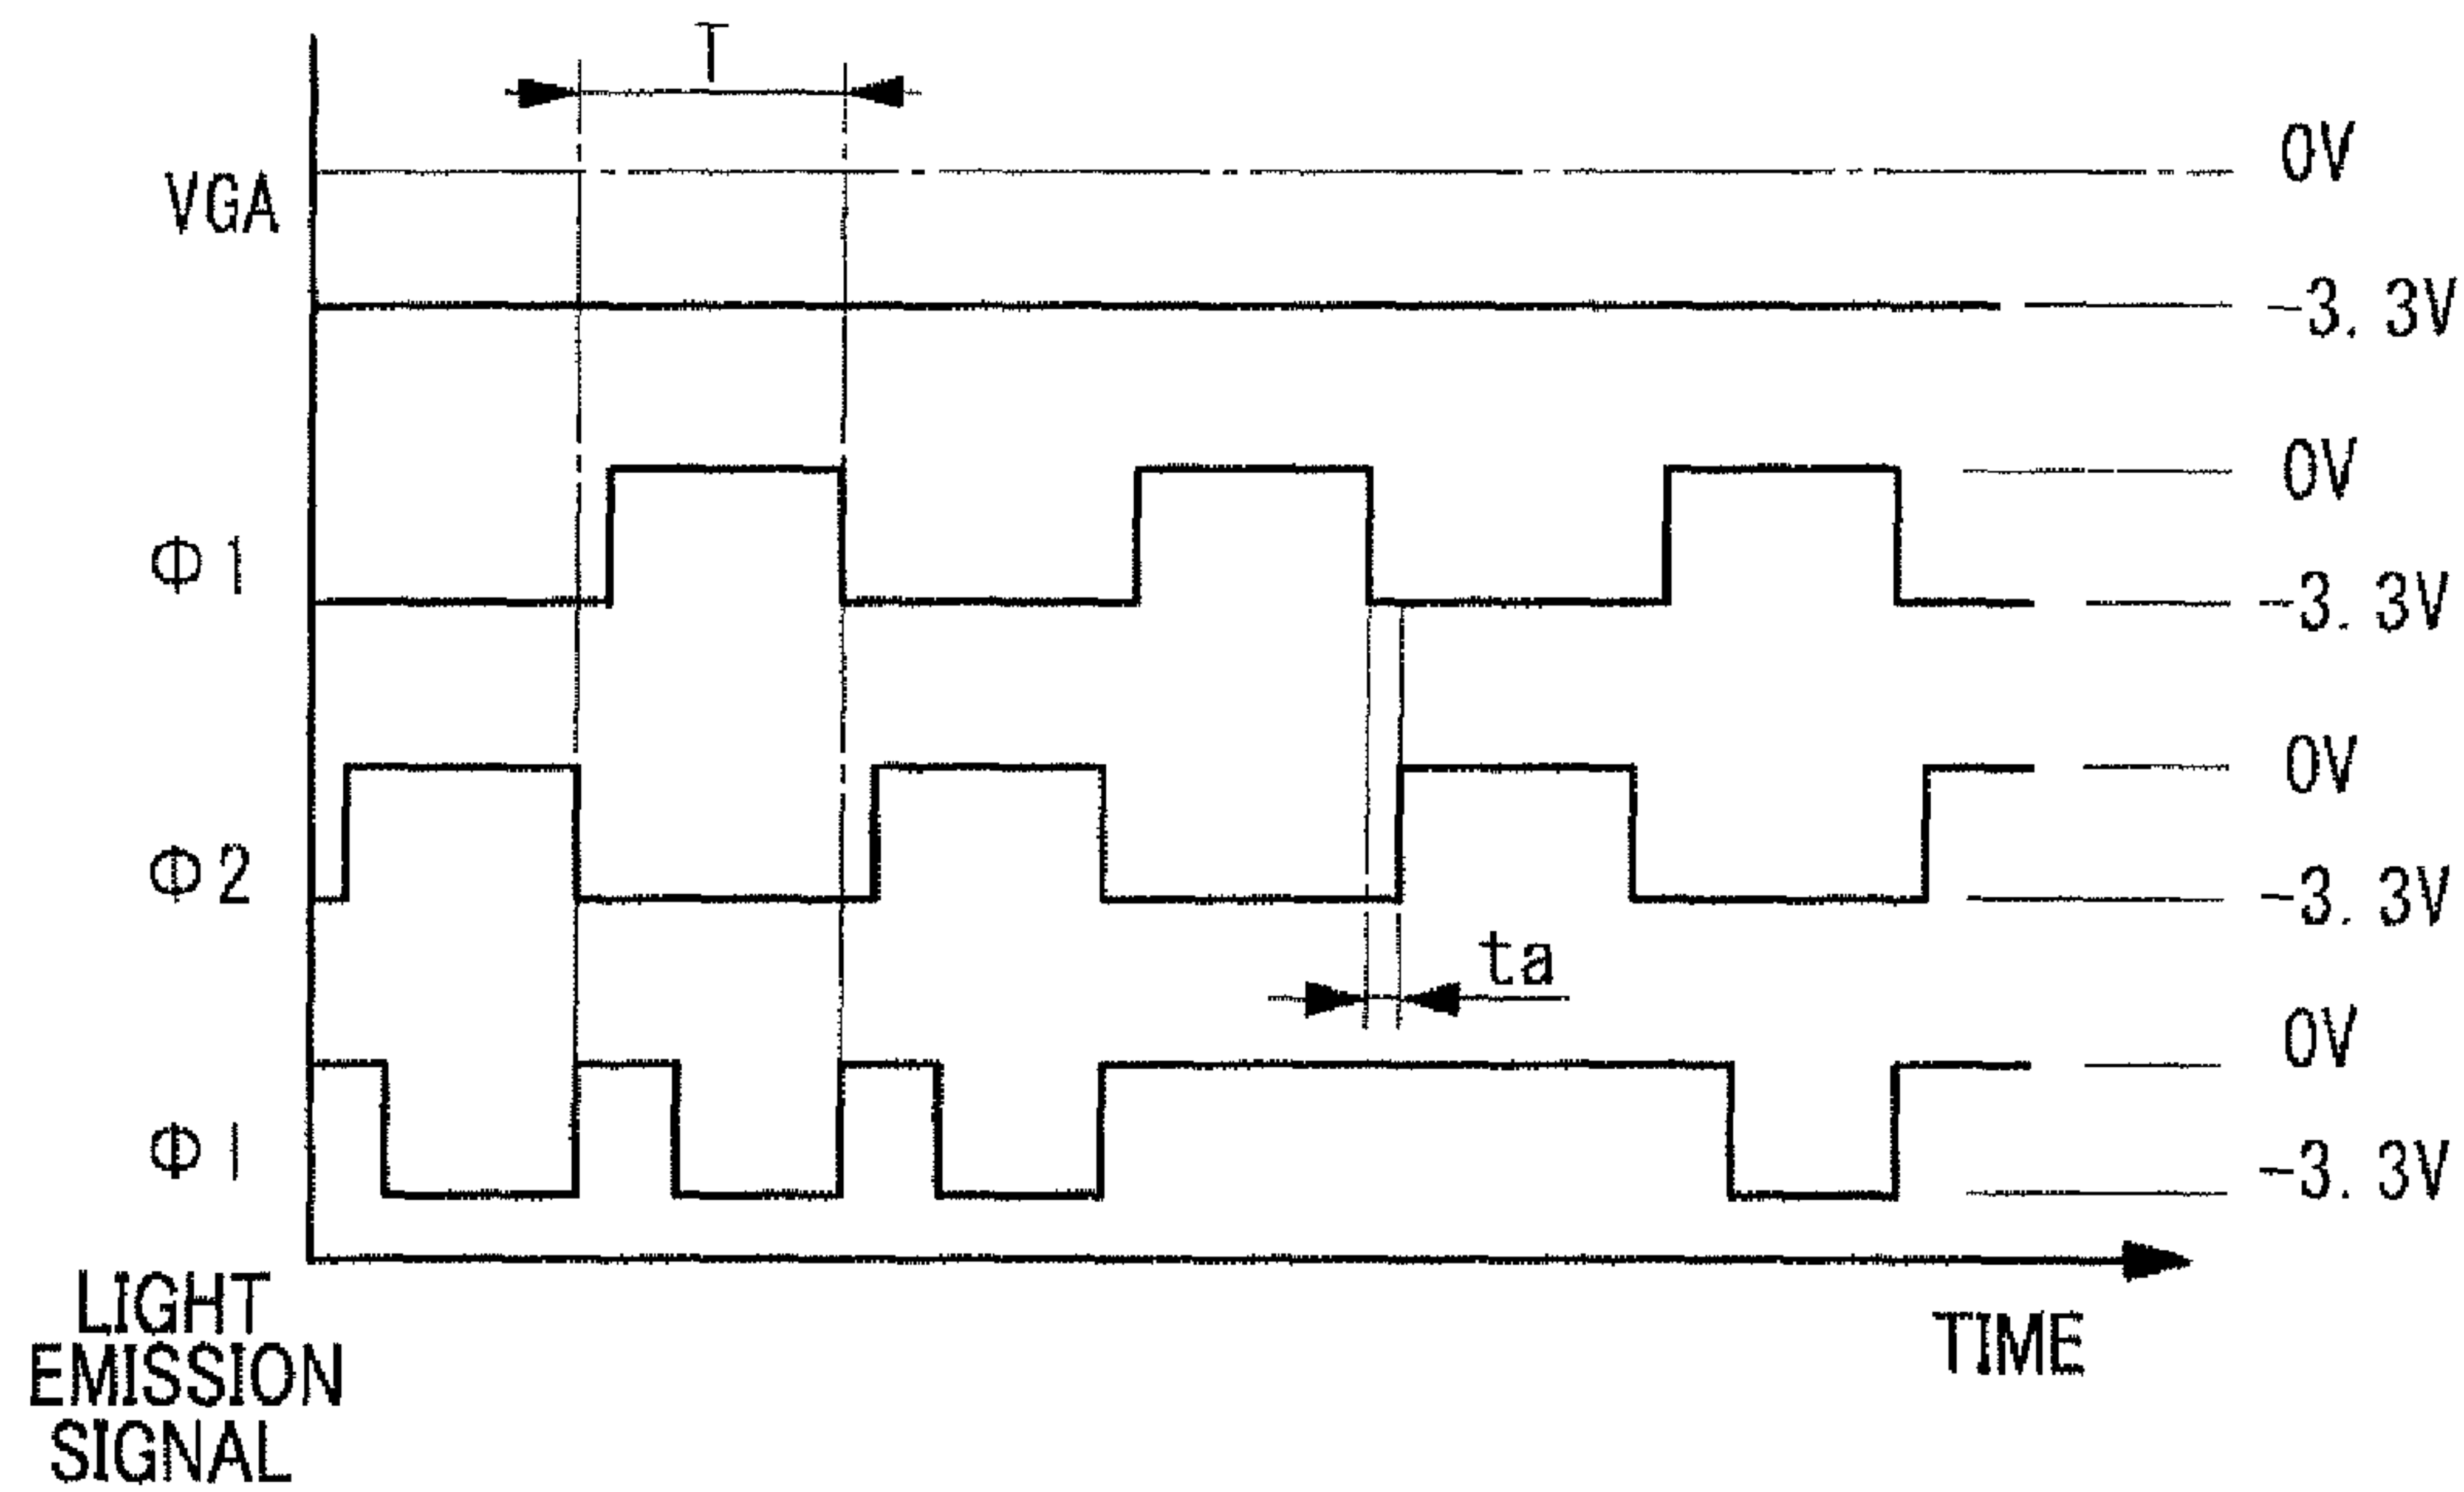 T
VGA
0V
-3.3V
Φ1
0V
-3.3V
Φ2
0V
-3.3V
ta
ΦI
0V
-3.3V
LIGHT
EMISSION
SIGNAL
TIME